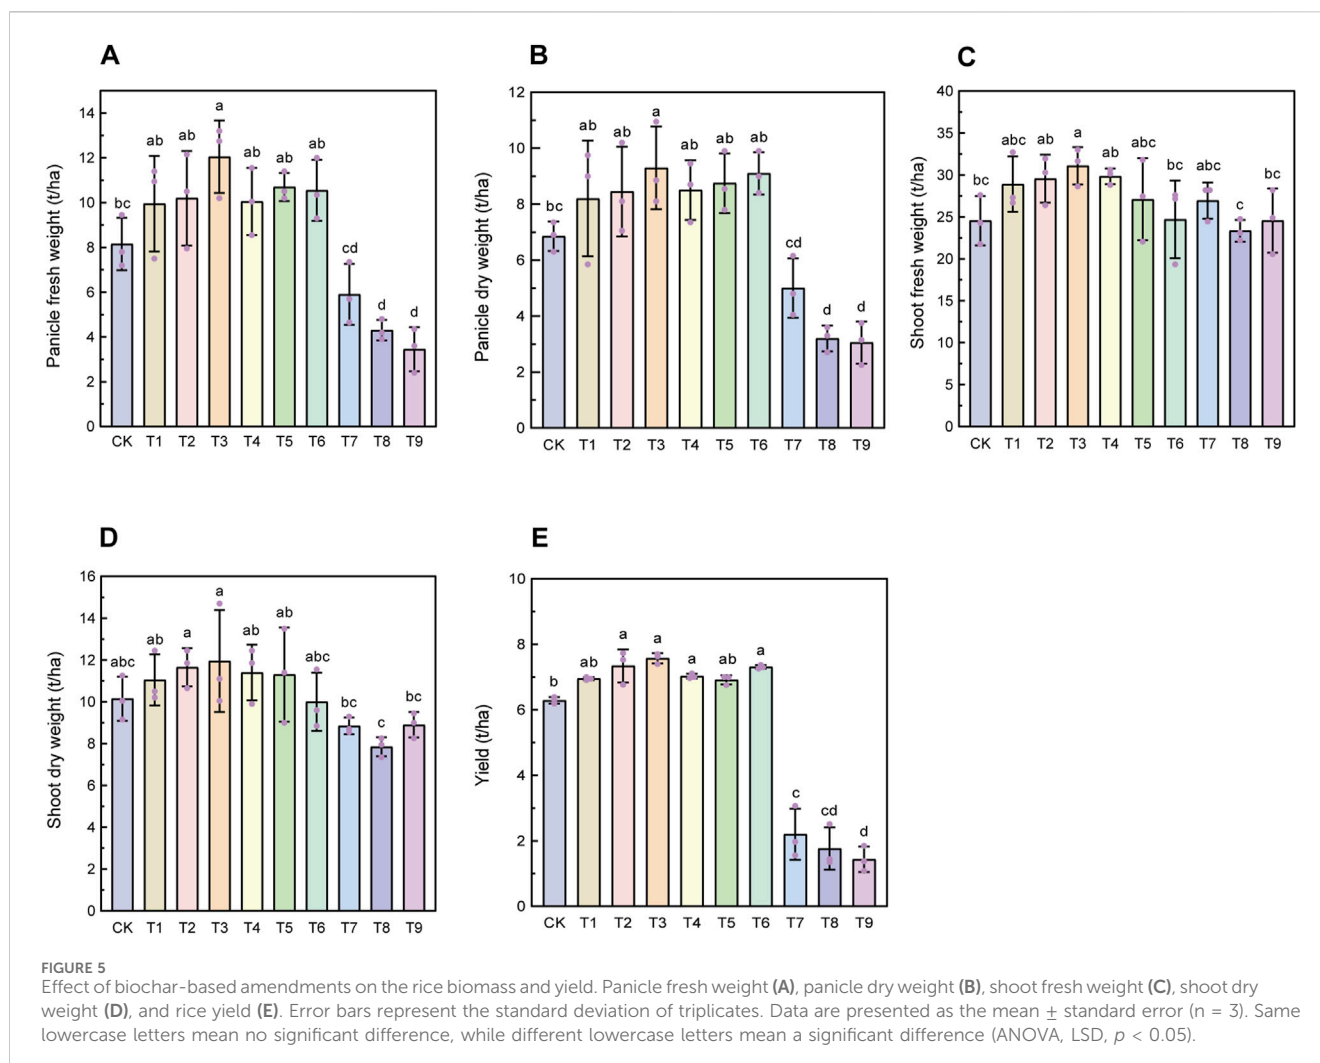 A
Panicle fresh weight (t/ha)
14
12
10
8
6
4
2
0
bc
ab
ab
a
ab
ab
ab
cd
d
d
CK T1 T2 T3 T4 T5 T6 T7 T8 T9
B
Panicle dry weight (t/ha)
12
10
8
6
4
2
0
bc
ab
ab
a
ab
ab
ab
cd
d
d
CK T1 T2 T3 T4 T5 T6 T7 T8 T9
C
Shoot fresh weight (t/ha)
40
35
30
25
20
15
10
5
0
bc
abc
ab
a
ab
abc
bc
abc
c
bc
CK T1 T2 T3 T4 T5 T6 T7 T8 T9
D
Shoot dry weight (t/ha)
16
14
12
10
8
6
4
2
0
abc
ab
a
a
ab
ab
abc
bc
c
bc
CK T1 T2 T3 T4 T5 T6 T7 T8 T9
E
Yield (t/ha)
10
8
6
4
2
0
b
ab
a
a
a
ab
a
c
cd
d
CK T1 T2 T3 T4 T5 T6 T7 T8 T9
FIGURE 5
Effect of biochar-based amendments on the rice biomass and yield. Panicle fresh weight (A), panicle dry weight (B), shoot fresh weight (C), shoot dry
weight (D), and rice yield (E). Error bars represent the standard deviation of triplicates. Data are presented as the mean ± standard error (n = 3). Same
lowercase letters mean no significant difference, while different lowercase letters mean a significant difference (ANOVA, LSD, p < 0.05).